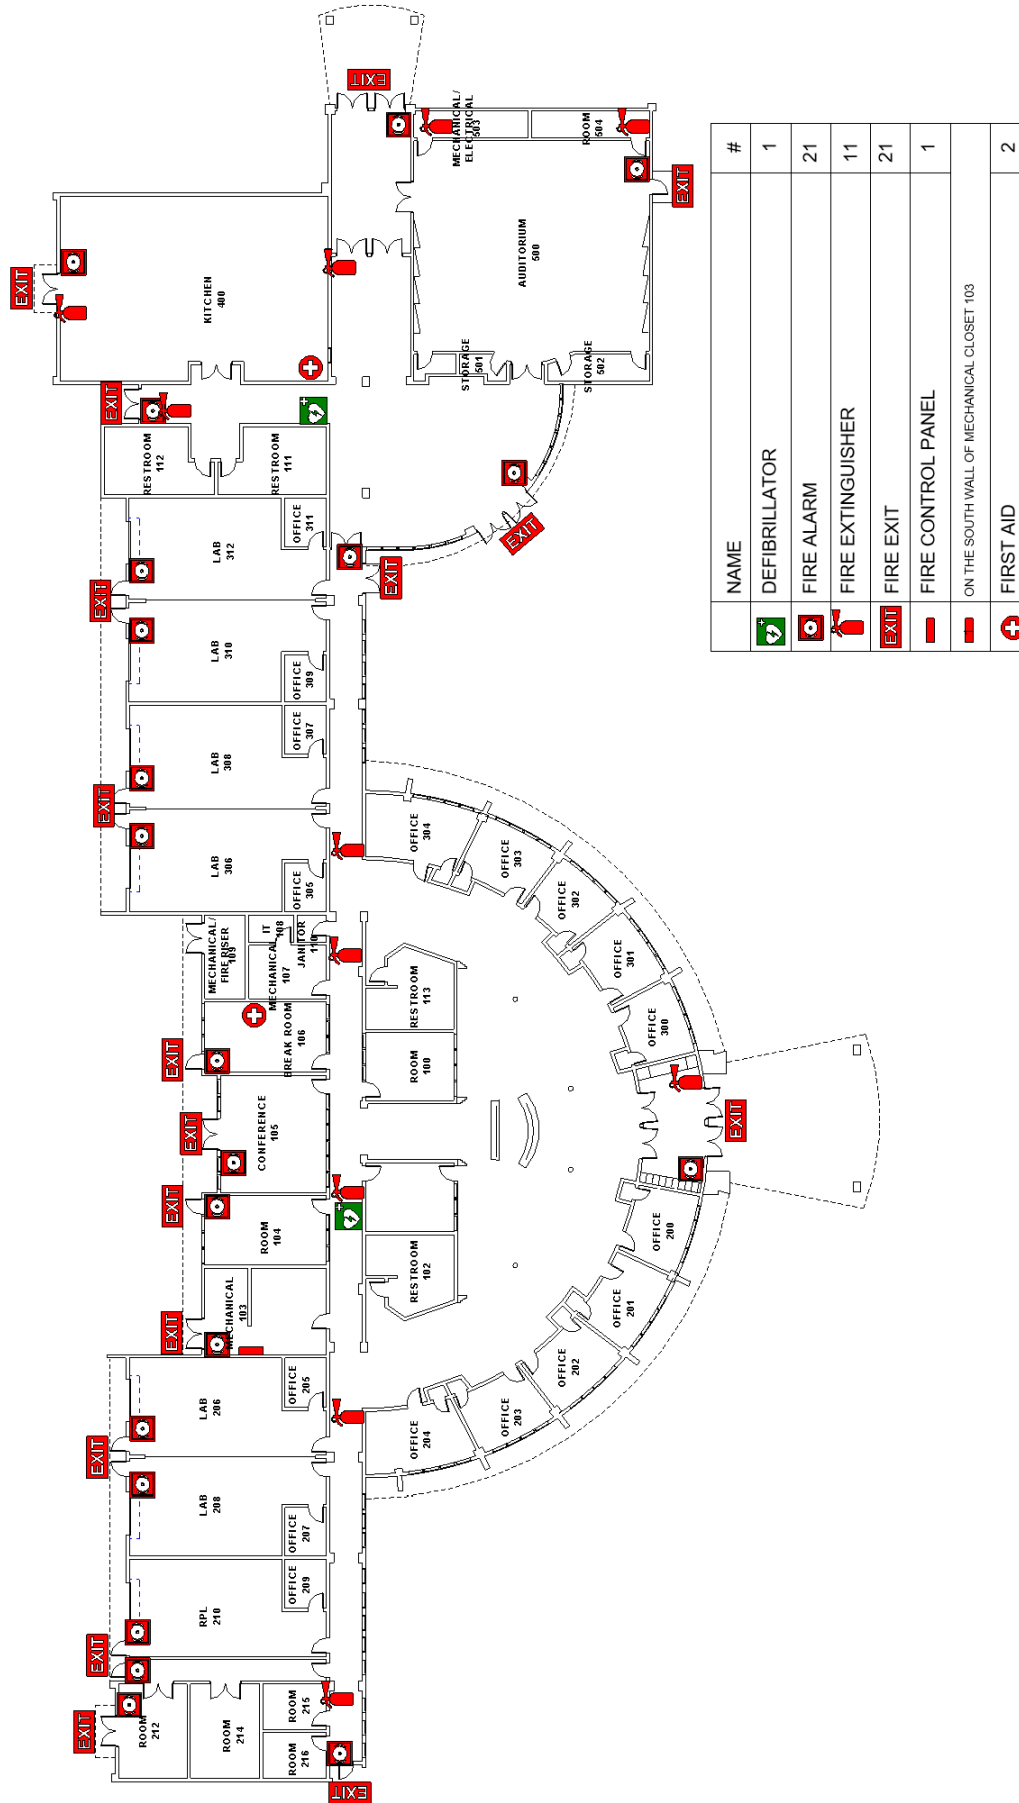 EXIT
EXIT
MECHANICAL/
ELECTRICAL
503
ROOM
504
EXIT
KITCHEN
400
AUDITORIUM
500
STORAGE
501
STORAGE
502
EXIT
RESTROOM
112
RESTROOM
111
EXIT
LAB
312
OFFICE
311
EXIT
EXIT
LAB
310
OFFICE
309
LAB
308
OFFICE
307
EXIT
LAB
306
OFFICE
305
OFFICE
304
OFFICE
303
OFFICE
302
OFFICE
301
OFFICE
300
MECHANICAL/
FIRE RISER
109
IT
108
JANITOR
110
MECHANICAL
107
RESTROOM
113
EXIT
BREAK ROOM
106
ROOM
100
EXIT
CONFERENCE
105
EXIT
EXIT
ROOM
104
RESTROOM
102
OFFICE
200
OFFICE
201
OFFICE
202
OFFICE
203
OFFICE
204
EXIT
MECHANICAL
103
LAB
206
OFFICE
205
EXIT
LAB
208
OFFICE
207
RPL
210
OFFICE
209
EXIT
EXIT
ROOM
212
ROOM
214
ROOM
215
ROOM
216
EXIT
NAME #
DEFIBRILLATOR 1
FIRE ALARM 21
FIRE EXTINGUISHER 11
EXIT FIRE EXIT 21
FIRE CONTROL PANEL 1
ON THE SOUTH WALL OF MECHANICAL CLOSET 103
FIRST AID 2